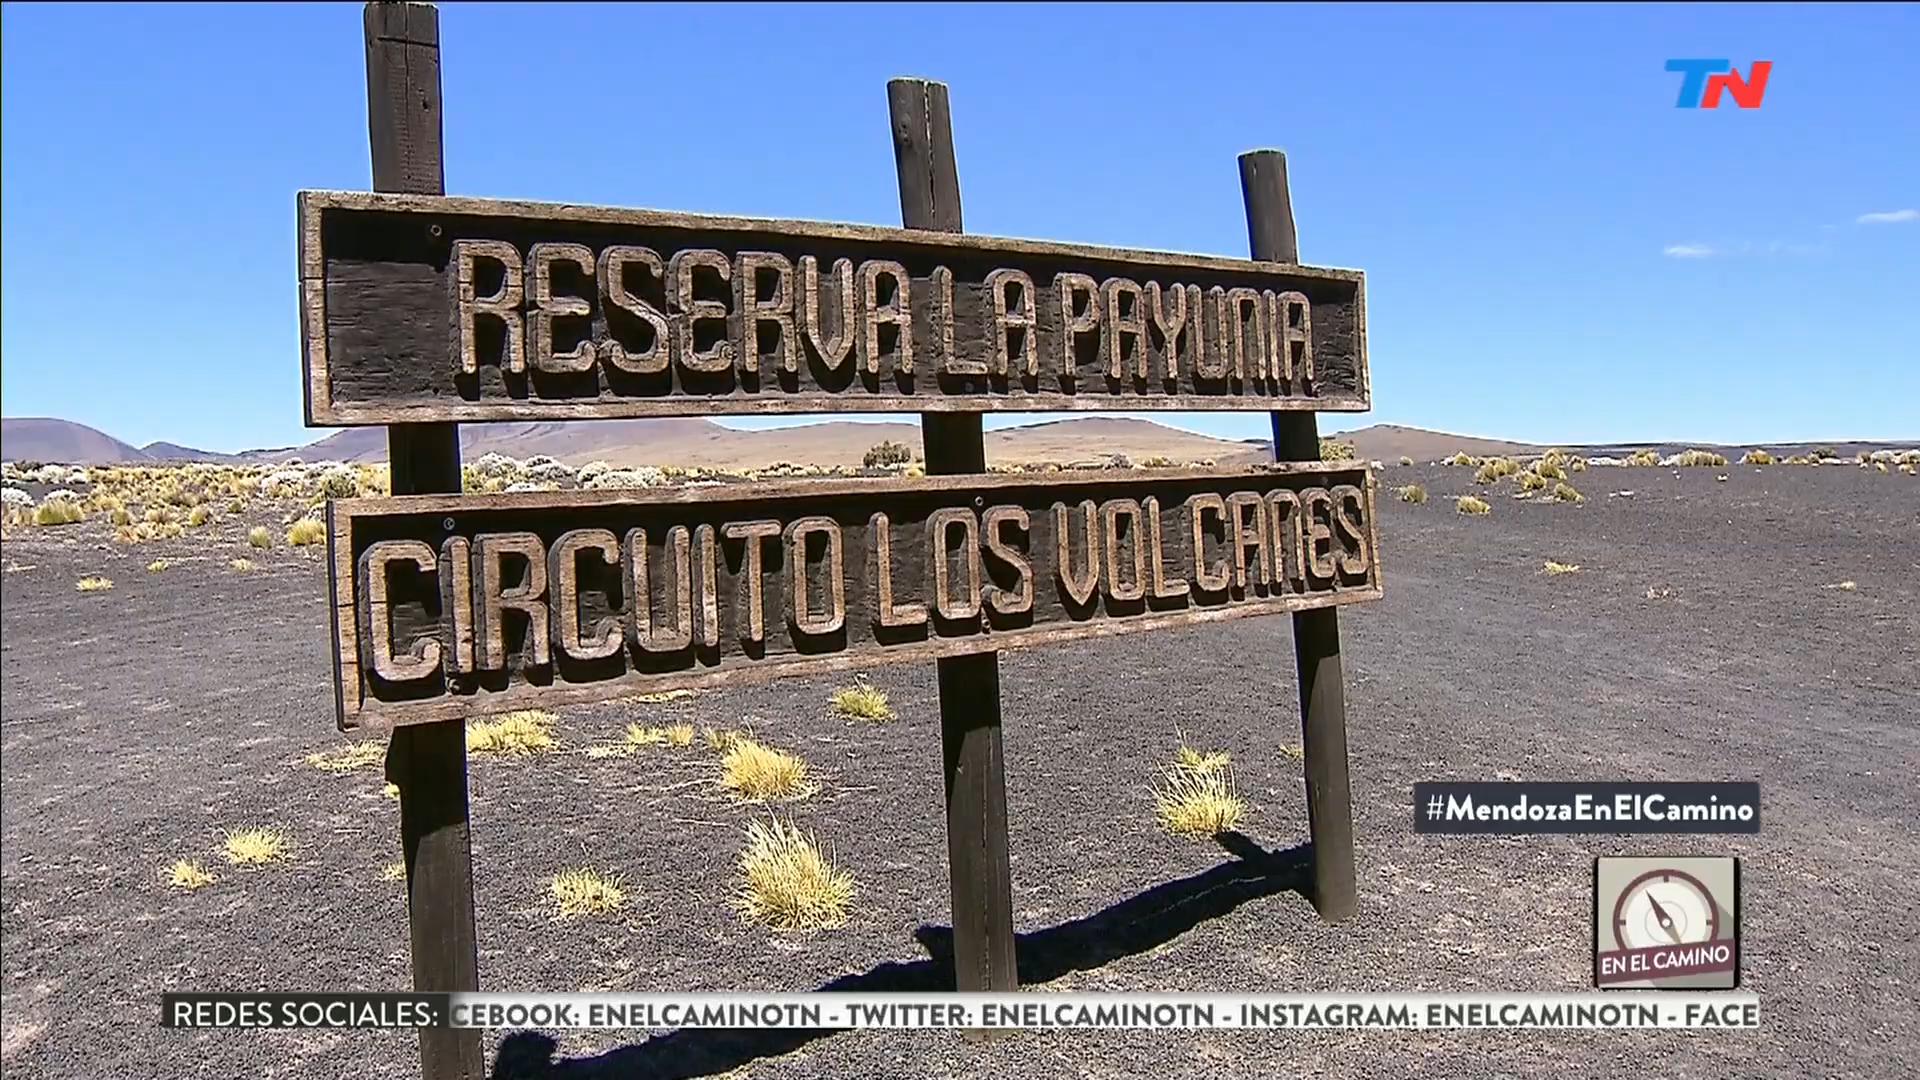 TN
RESERVA LA PAYUNIA
CIRCUITO LOS VOLCANES
#MendozaEnElCamino
EN EL CAMINO
REDES SOCIALES: CEBOOK: ENELCAMINOTN - TWITTER: ENELCAMINOTN - INSTAGRAM: ENELCAMINOTN - FACE